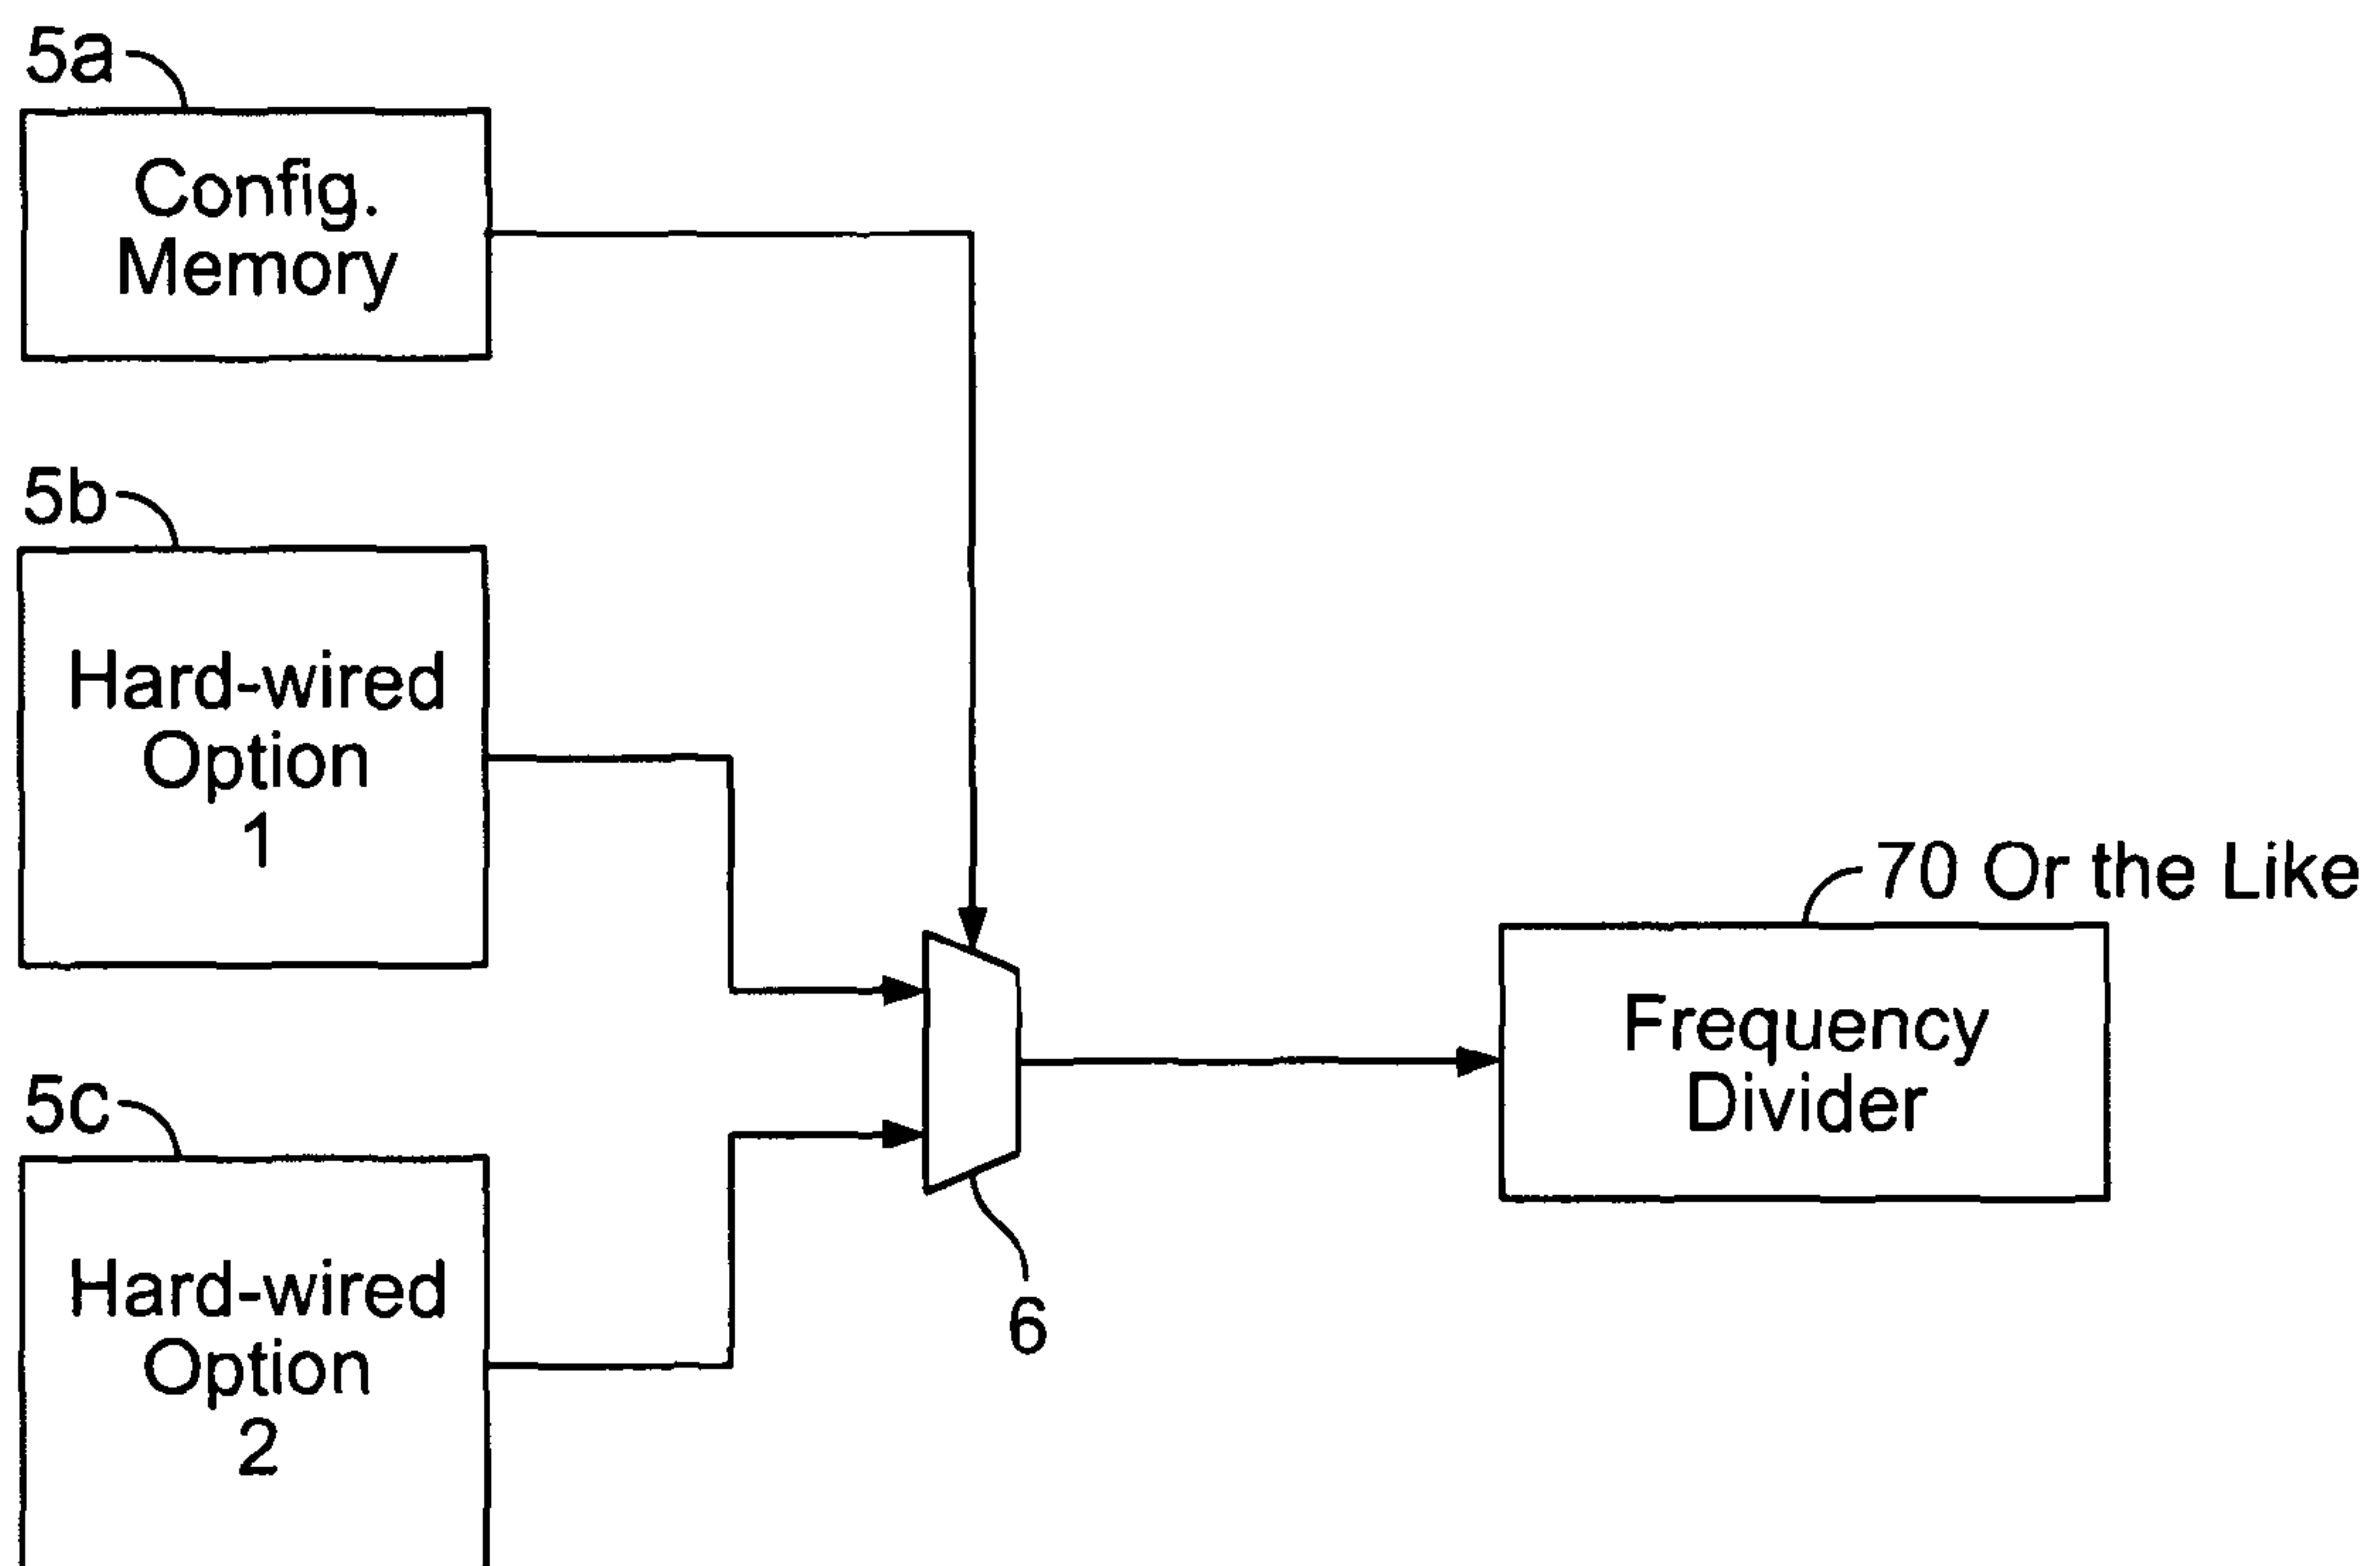 5a
Config.
Memory
5b
Hard-wired
Option
1
70 Or the Like
Frequency
Divider
5c
Hard-wired
Option
2
6